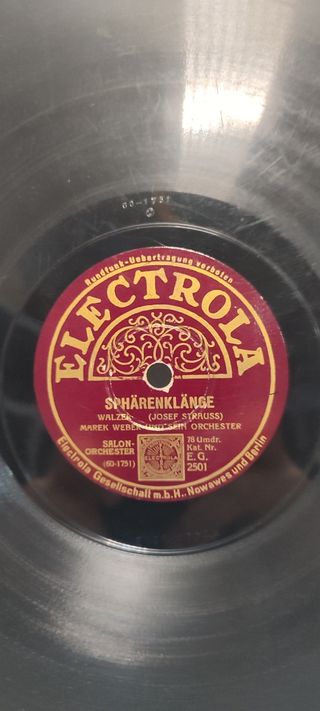 60-1751
Rundfunk-Uebertragung verboten
ELECTROLA
SPHÄRENKLÄNGE
WALZER (JOSEF STRAUSS)
MAREK WEBER UND SEIN ORCHESTER
SALON-
ORCHESTER
(60-1751)
ELECTROLA
78 Umdr.
Kat. Nr.
E.G.
2501
Electrola Gesellschaft m.b.H., Nowawes und Berlin